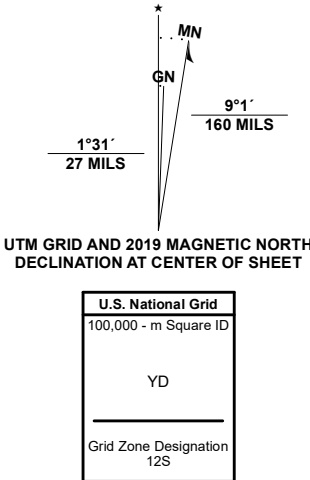 ★
MN
GN
9°1´
160 MILS
1°31´
27 MILS
UTM GRID AND 2019 MAGNETIC NORTH
DECLINATION AT CENTER OF SHEET
U.S. National Grid
100,000 - m Square ID
YD
Grid Zone Designation
12S